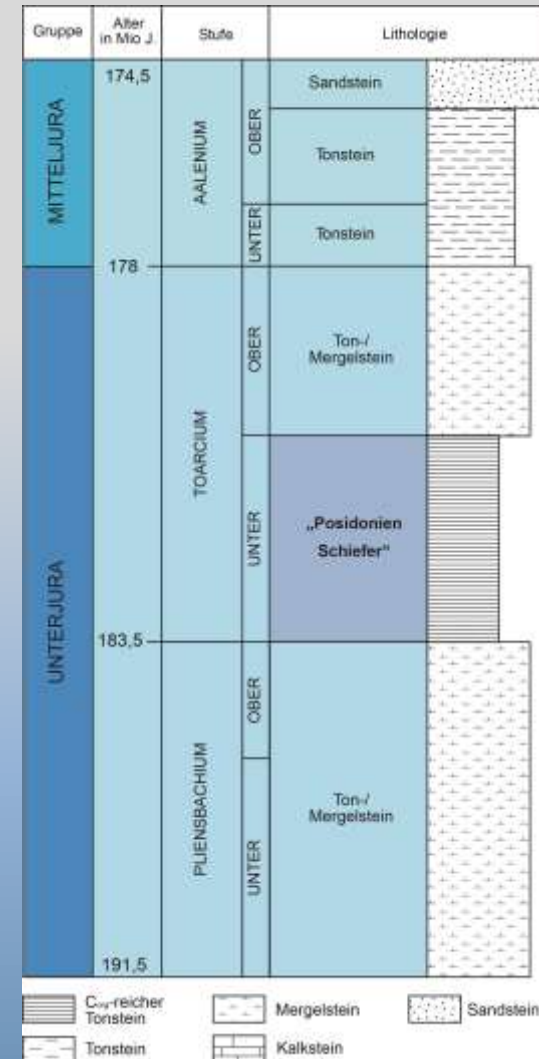 Gruppe
Alter
in Mio J.
Stufe
Lithologie
MITTELJURA
174,5
AALENIUM
OBER
Sandstein
Tonstein
UNTER
Tonstein
178
UNTERJURA
TOARCIUM
OBER
Ton-/
Mergelstein
UNTER
„Posidonien
Schiefer“
183,5
PLIENSBACHIUM
OBER
UNTER
Ton-/
Mergelstein
191,5
Cₒᵣg-reicher
Tonstein
Mergelstein
Sandstein
Tonstein
Kalkstein